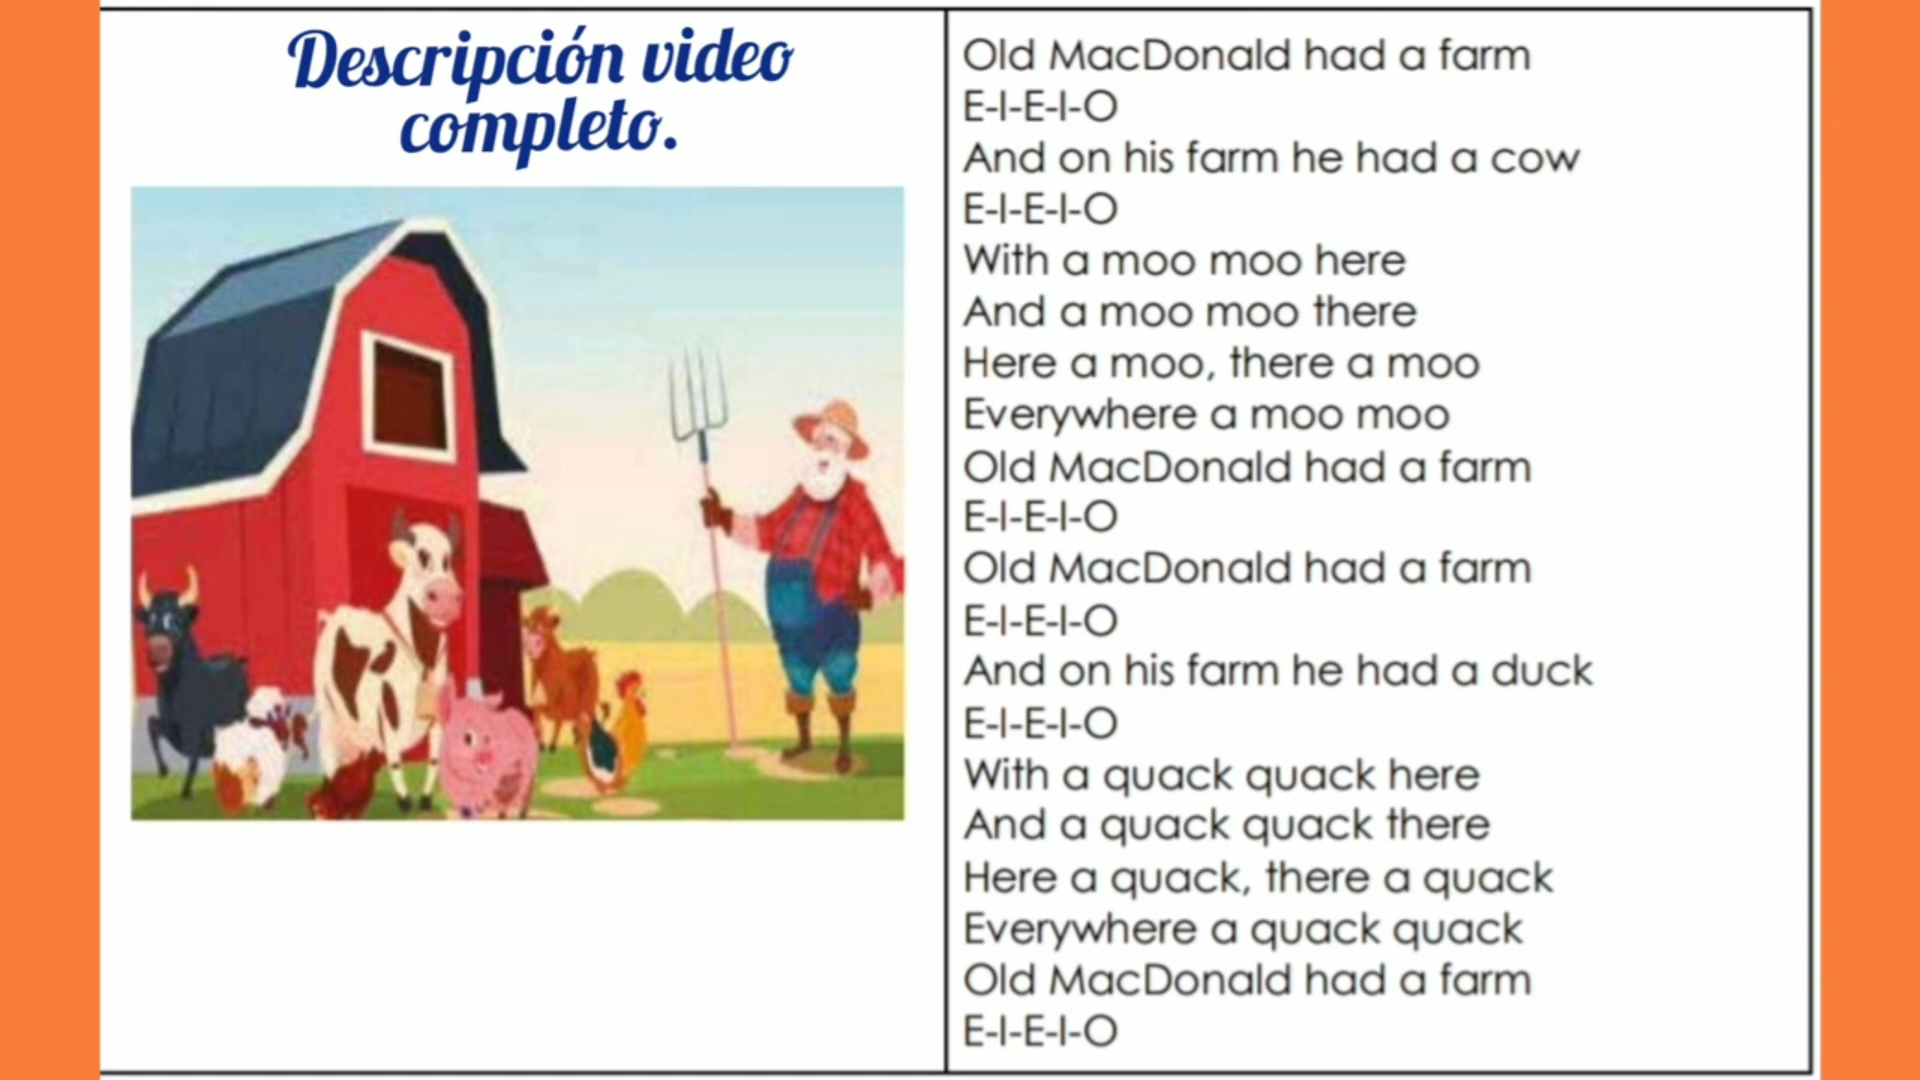 Descripción video
completo.
Old MacDonald had a farm
E-I-E-I-O
And on his farm he had a cow
E-I-E-I-O
With a moo moo here
And a moo moo there
Here a moo, there a moo
Everywhere a moo moo
Old MacDonald had a farm
E-I-E-I-O
Old MacDonald had a farm
E-I-E-I-O
And on his farm he had a duck
E-I-E-I-O
With a quack quack here
And a quack quack there
Here a quack, there a quack
Everywhere a quack quack
Old MacDonald had a farm
E-I-E-I-O